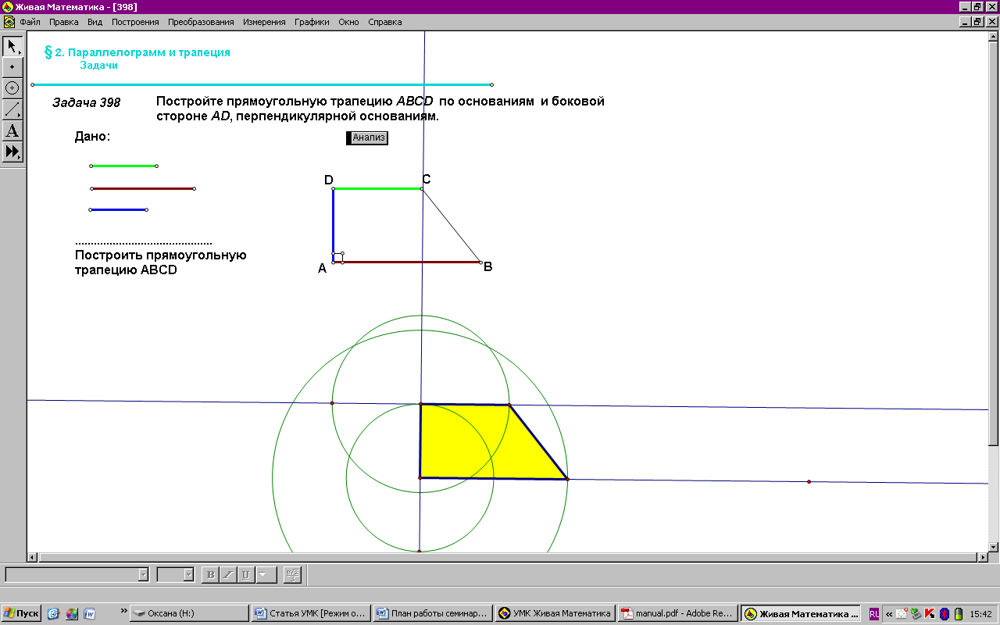 Живая Математика - [398]
Файл Правка Вид Построения Преобразования Измерения Графики Окно Справка
§ 2. Параллелограмм и трапеция
Задачи
Задача 398
Постройте прямоугольную трапецию ABCD по основаниям и боковой
стороне AD, перпендикулярной основаниям.
Дано:
Анализ
D
C
A
B
............................................
Построить прямоугольную
трапецию ABCD
A
B I U
Пуск
»
Оксана (H:)
Статья УМК [Режим о...
План работы семинар...
УМК Живая Математика
manual.pdf - Adobe Re...
Живая Математика ...
RU
«
15:42